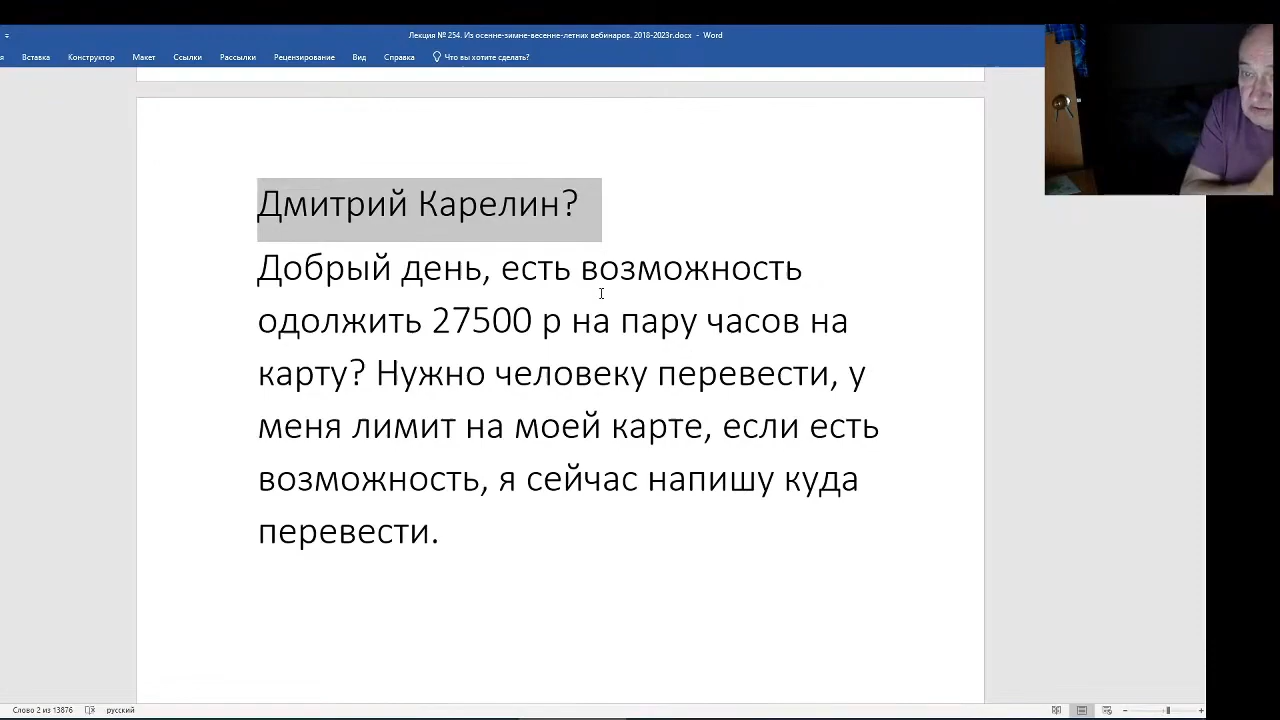 Лекция № 254. Из осенне-зимне-весенне-летних вебинаров. 2018-2023г.docx - Word
я Вставка Конструктор Макет Ссылки Рассылки Рецензирование Вид Справка Что вы хотите сделать?
Дмитрий Карелин?
Добрый день, есть возможность
одолжить 27500 р на пару часов на
карту? Нужно человеку перевести, у
меня лимит на моей карте, если есть
возможность, я сейчас напишу куда
перевести.
Слово 2 из 13876 русский